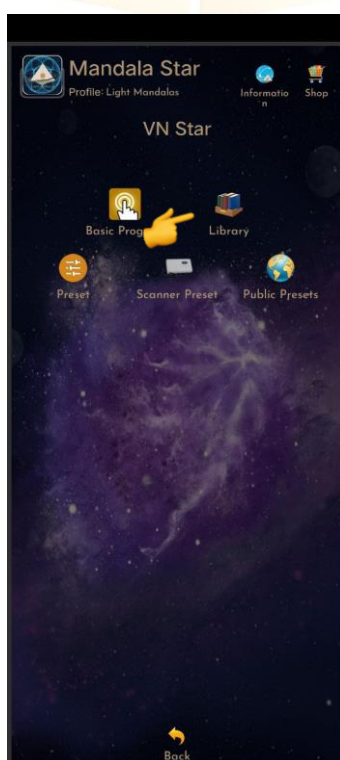 Mandala Star
Profile: Light Mandalas
Informatio
n
Shop
VN Star
Basic Prog
Library
Preset
Scanner Preset
Public Presets
Back